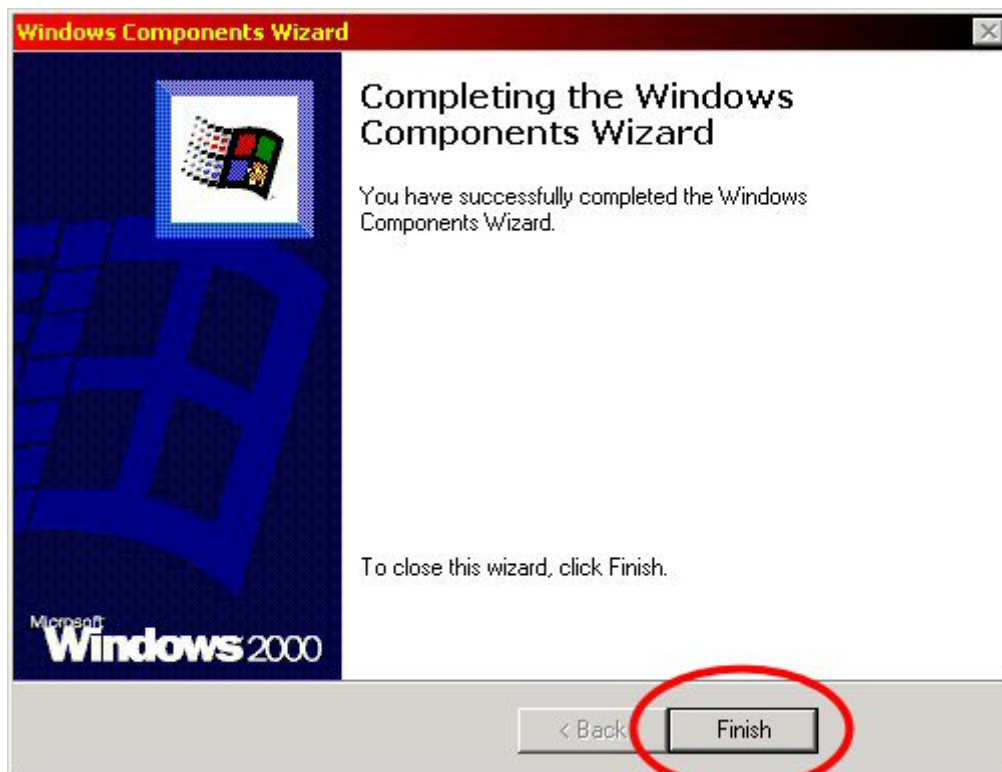 Windows Components Wizard
Completing the Windows
Components Wizard
You have successfully completed the Windows
Components Wizard.
To close this wizard, click Finish.
Microsoft
Windows 2000
< Back
Finish